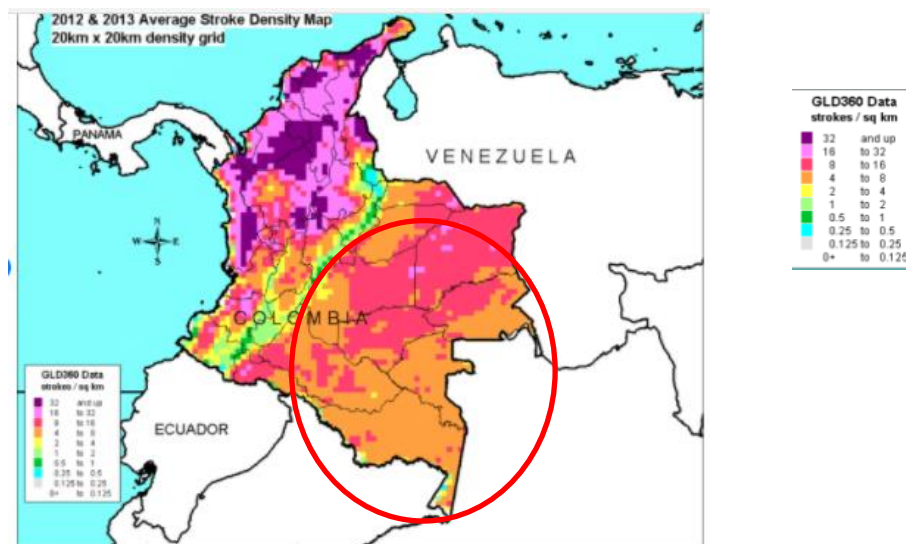 2012 & 2013 Average Stroke Density Map
20km x 20km density grid
PANAMA
VENEZUELA
N
W E
S
COLOMBIA
ECUADOR
GLD360 Data
strokes / sq km
32 and up
16 to 32
8 to 16
4 to 8
2 to 4
1 to 2
0.5 to 1
0.25 to 0.5
0.125 to 0.25
0+ to 0.125
GLD360 Data
strokes / sq km
32 and up
16 to 32
8 to 16
4 to 8
2 to 4
1 to 2
0.5 to 1
0.25 to 0.5
0.125 to 0.25
0+ to 0.125